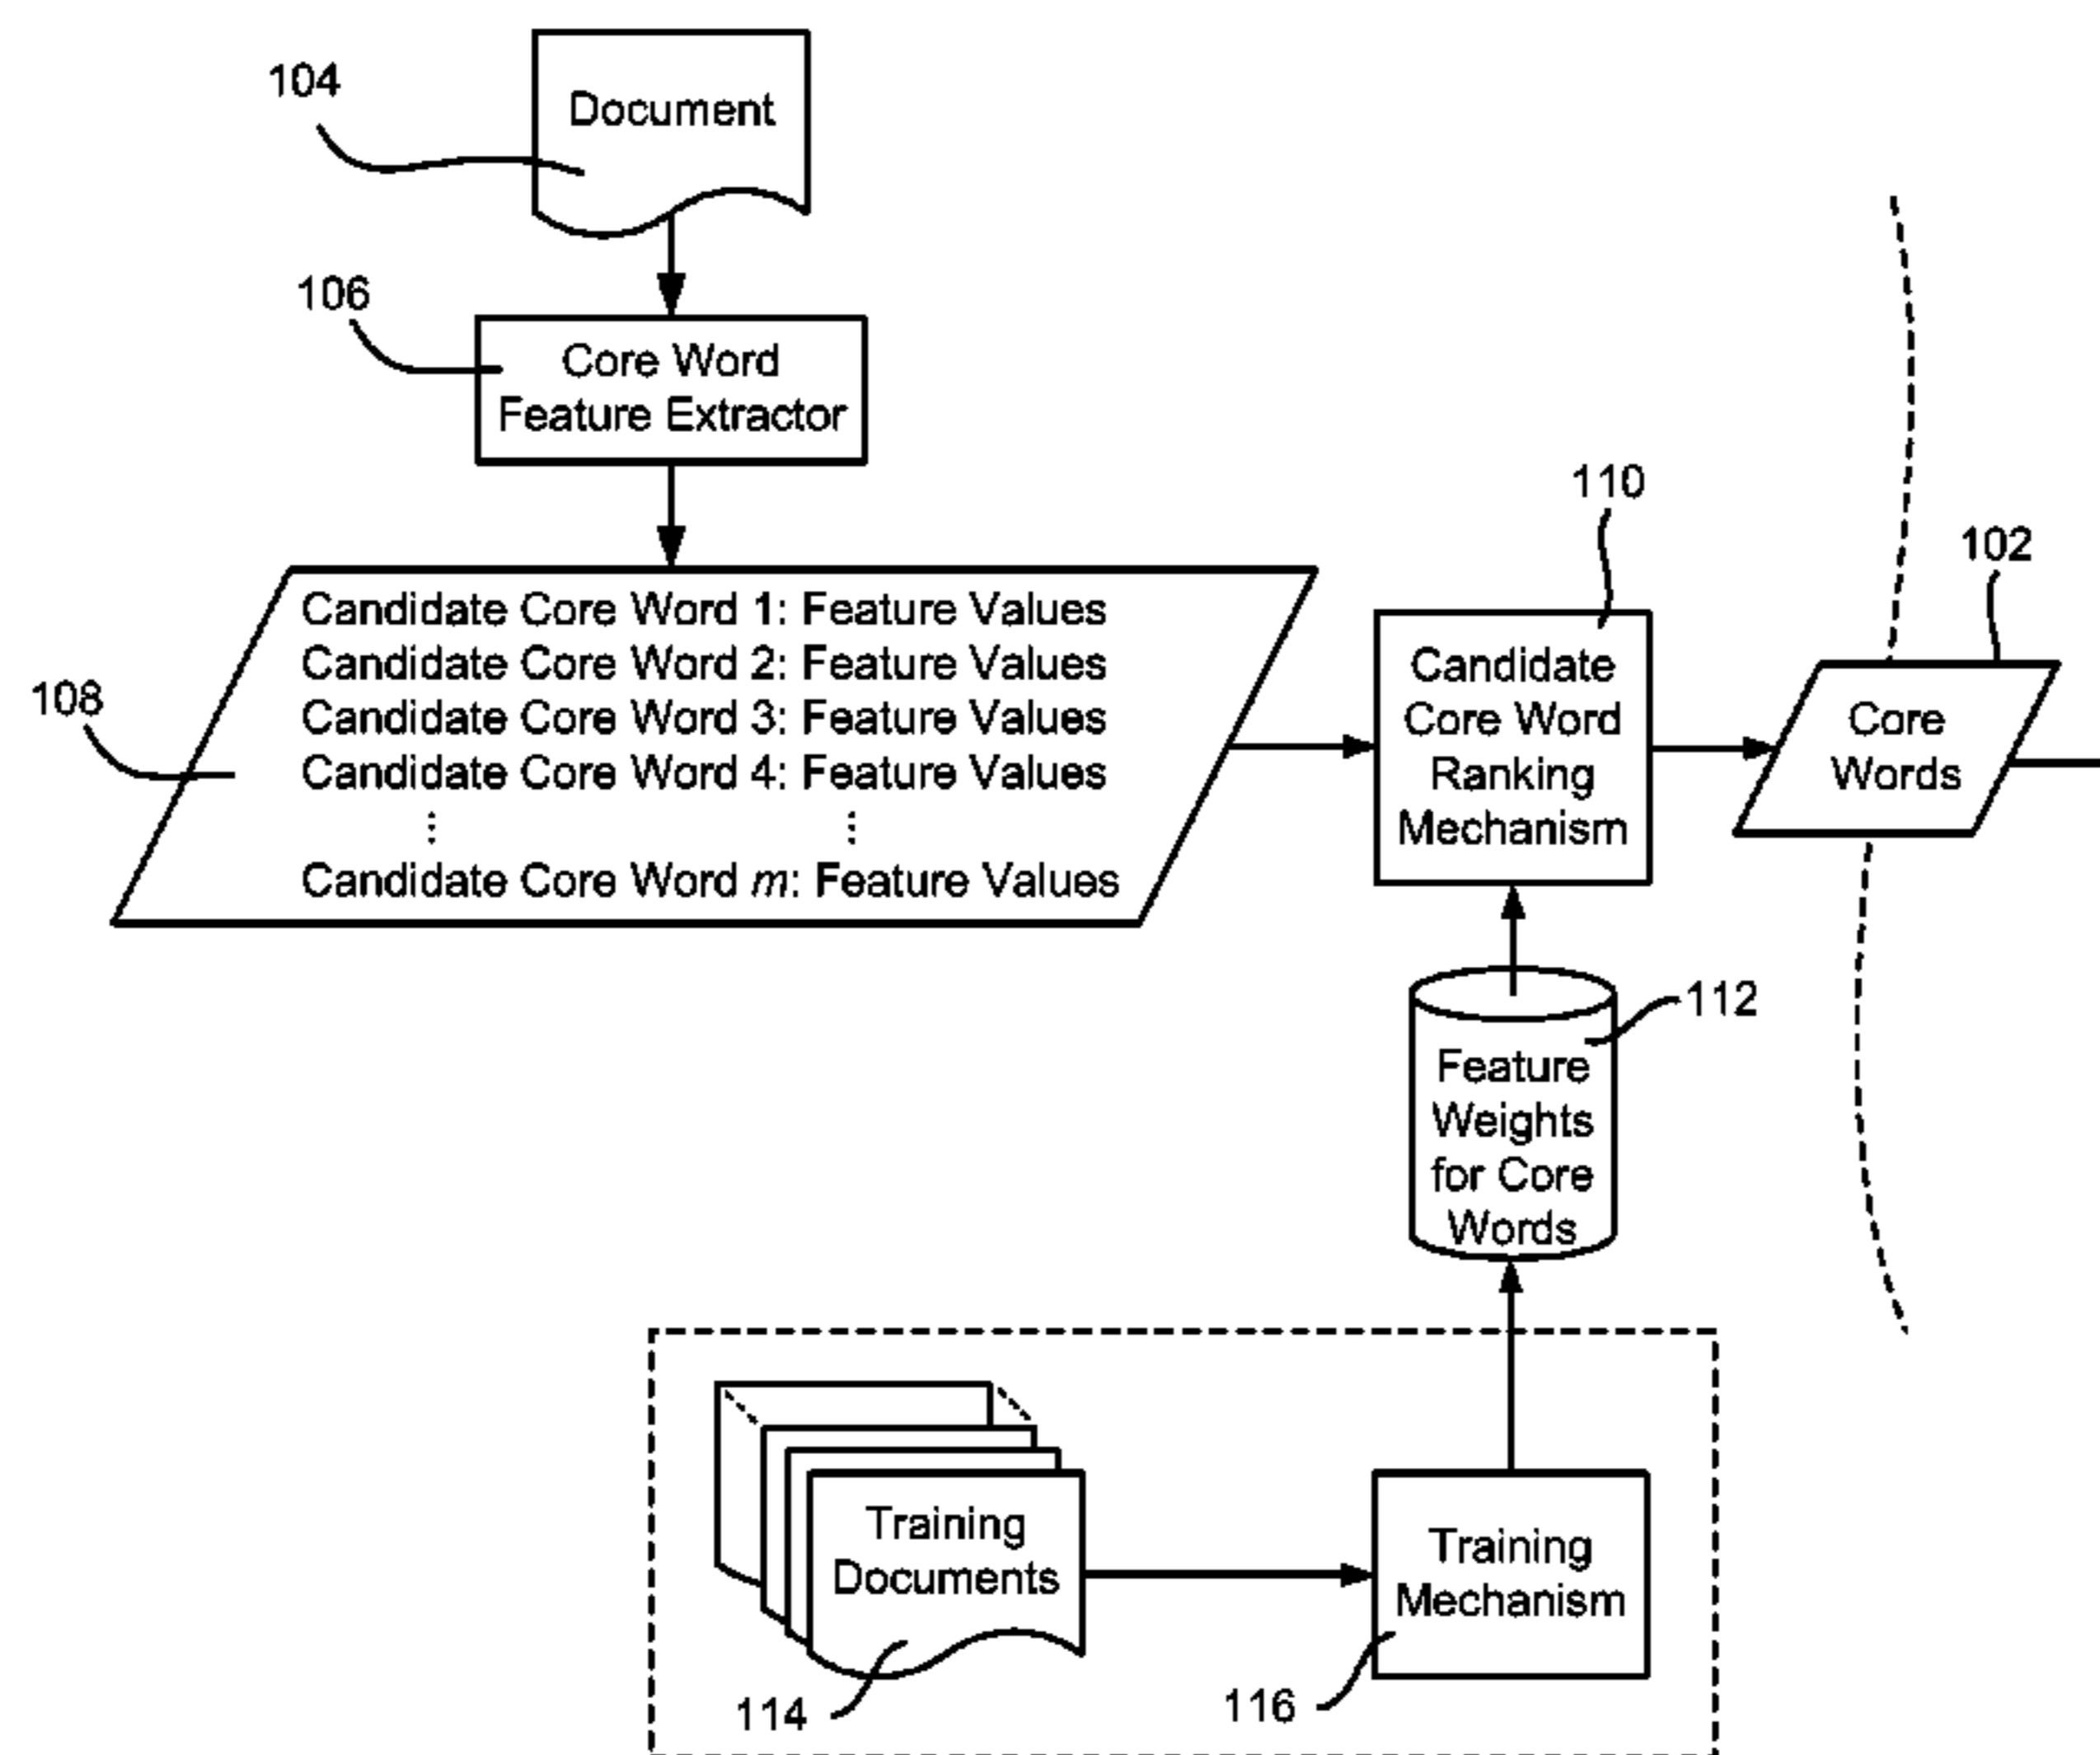 104
Document
106
Core Word
Feature Extractor
110
102
108
Candidate Core Word 1: Feature Values
Candidate Core Word 2: Feature Values
Candidate Core Word 3: Feature Values
Candidate Core Word 4: Feature Values
⋮ ⋮
Candidate Core Word m: Feature Values
Candidate
Core Word
Ranking
Mechanism
Core
Words
112
Feature
Weights
for Core
Words
Training
Documents
114
Training
Mechanism
116